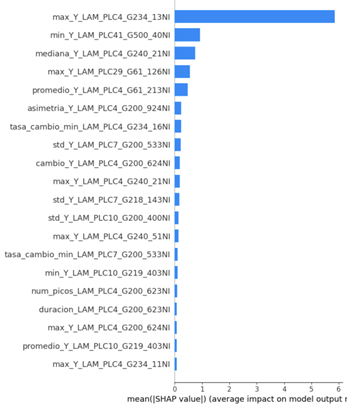 max_Y_LAM_PLC4_G234_13NI
min_Y_LAM_PLC41_G500_40NI
mediana_Y_LAM_PLC4_G240_21NI
max_Y_LAM_PLC29_G61_126NI
promedio_Y_LAM_PLC4_G61_213NI
asimetria_Y_LAM_PLC4_G200_924NI
tasa_cambio_min_LAM_PLC4_G234_16NI
std_Y_LAM_PLC7_G200_533NI
cambio_Y_LAM_PLC4_G200_624NI
max_Y_LAM_PLC4_G240_21NI
std_Y_LAM_PLC7_G218_143NI
std_Y_LAM_PLC10_G200_400NI
max_Y_LAM_PLC4_G240_51NI
tasa_cambio_min_LAM_PLC7_G200_533NI
min_Y_LAM_PLC10_G219_403NI
num_picos_LAM_PLC4_G200_623NI
duracion_LAM_PLC4_G200_623NI
max_Y_LAM_PLC4_G200_624NI
promedio_Y_LAM_PLC10_G219_403NI
max_Y_LAM_PLC4_G234_11NI
0 1 2 3 4 5 6
mean(|SHAP value|) (average impact on model output